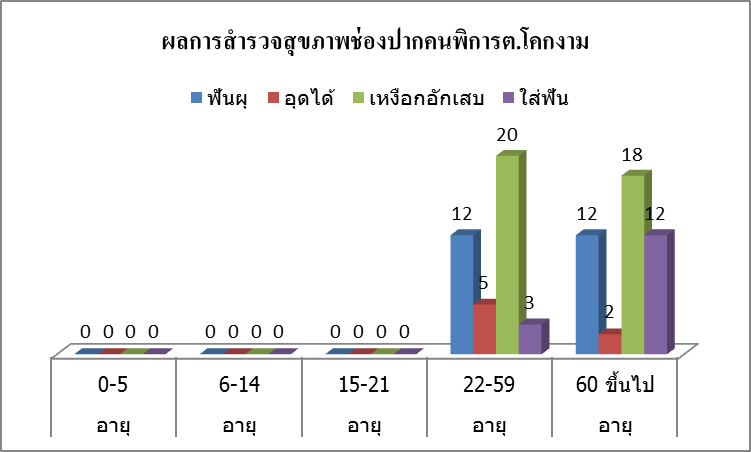 ผลการสำรวจสุขภาพช่องปากคนพิการต.โคกงาม
ฟันผุ อุดได้ เหงือกอักเสบ ใส่ฟัน
20
18
12 12 12
5
3
2
0 0 0 0 0 0 0 0 0 0 0 0
0-5 6-14 15-21 22-59 60 ขึ้นไป
อายุ อายุ อายุ อายุ อายุ